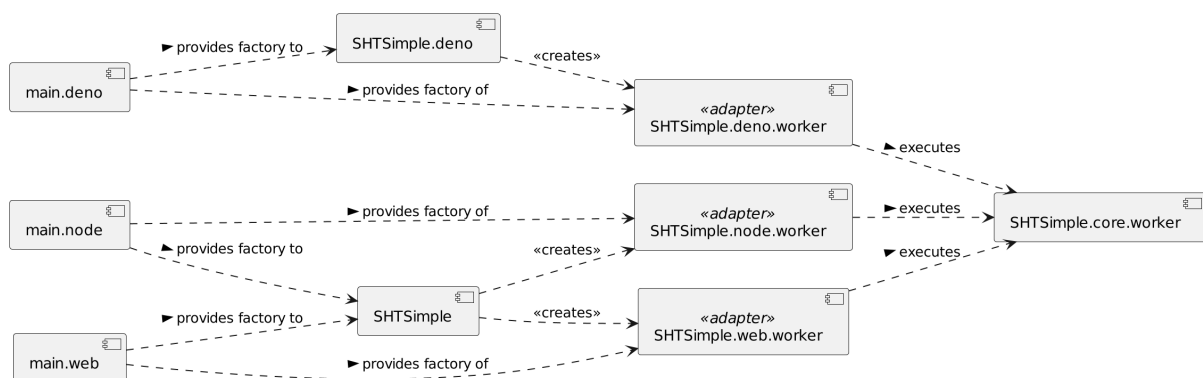 provides factory to
SHTSimple.deno
«creates»
main.deno
provides factory of
«adapter»
SHTSimple.deno.worker
executes
provides factory of
«adapter»
SHTSimple.node.worker
executes
SHTSimple.core.worker
main.node
provides factory to
«creates»
executes
provides factory to
SHTSimple
«creates»
«adapter»
SHTSimple.web.worker
main.web
provides factory of